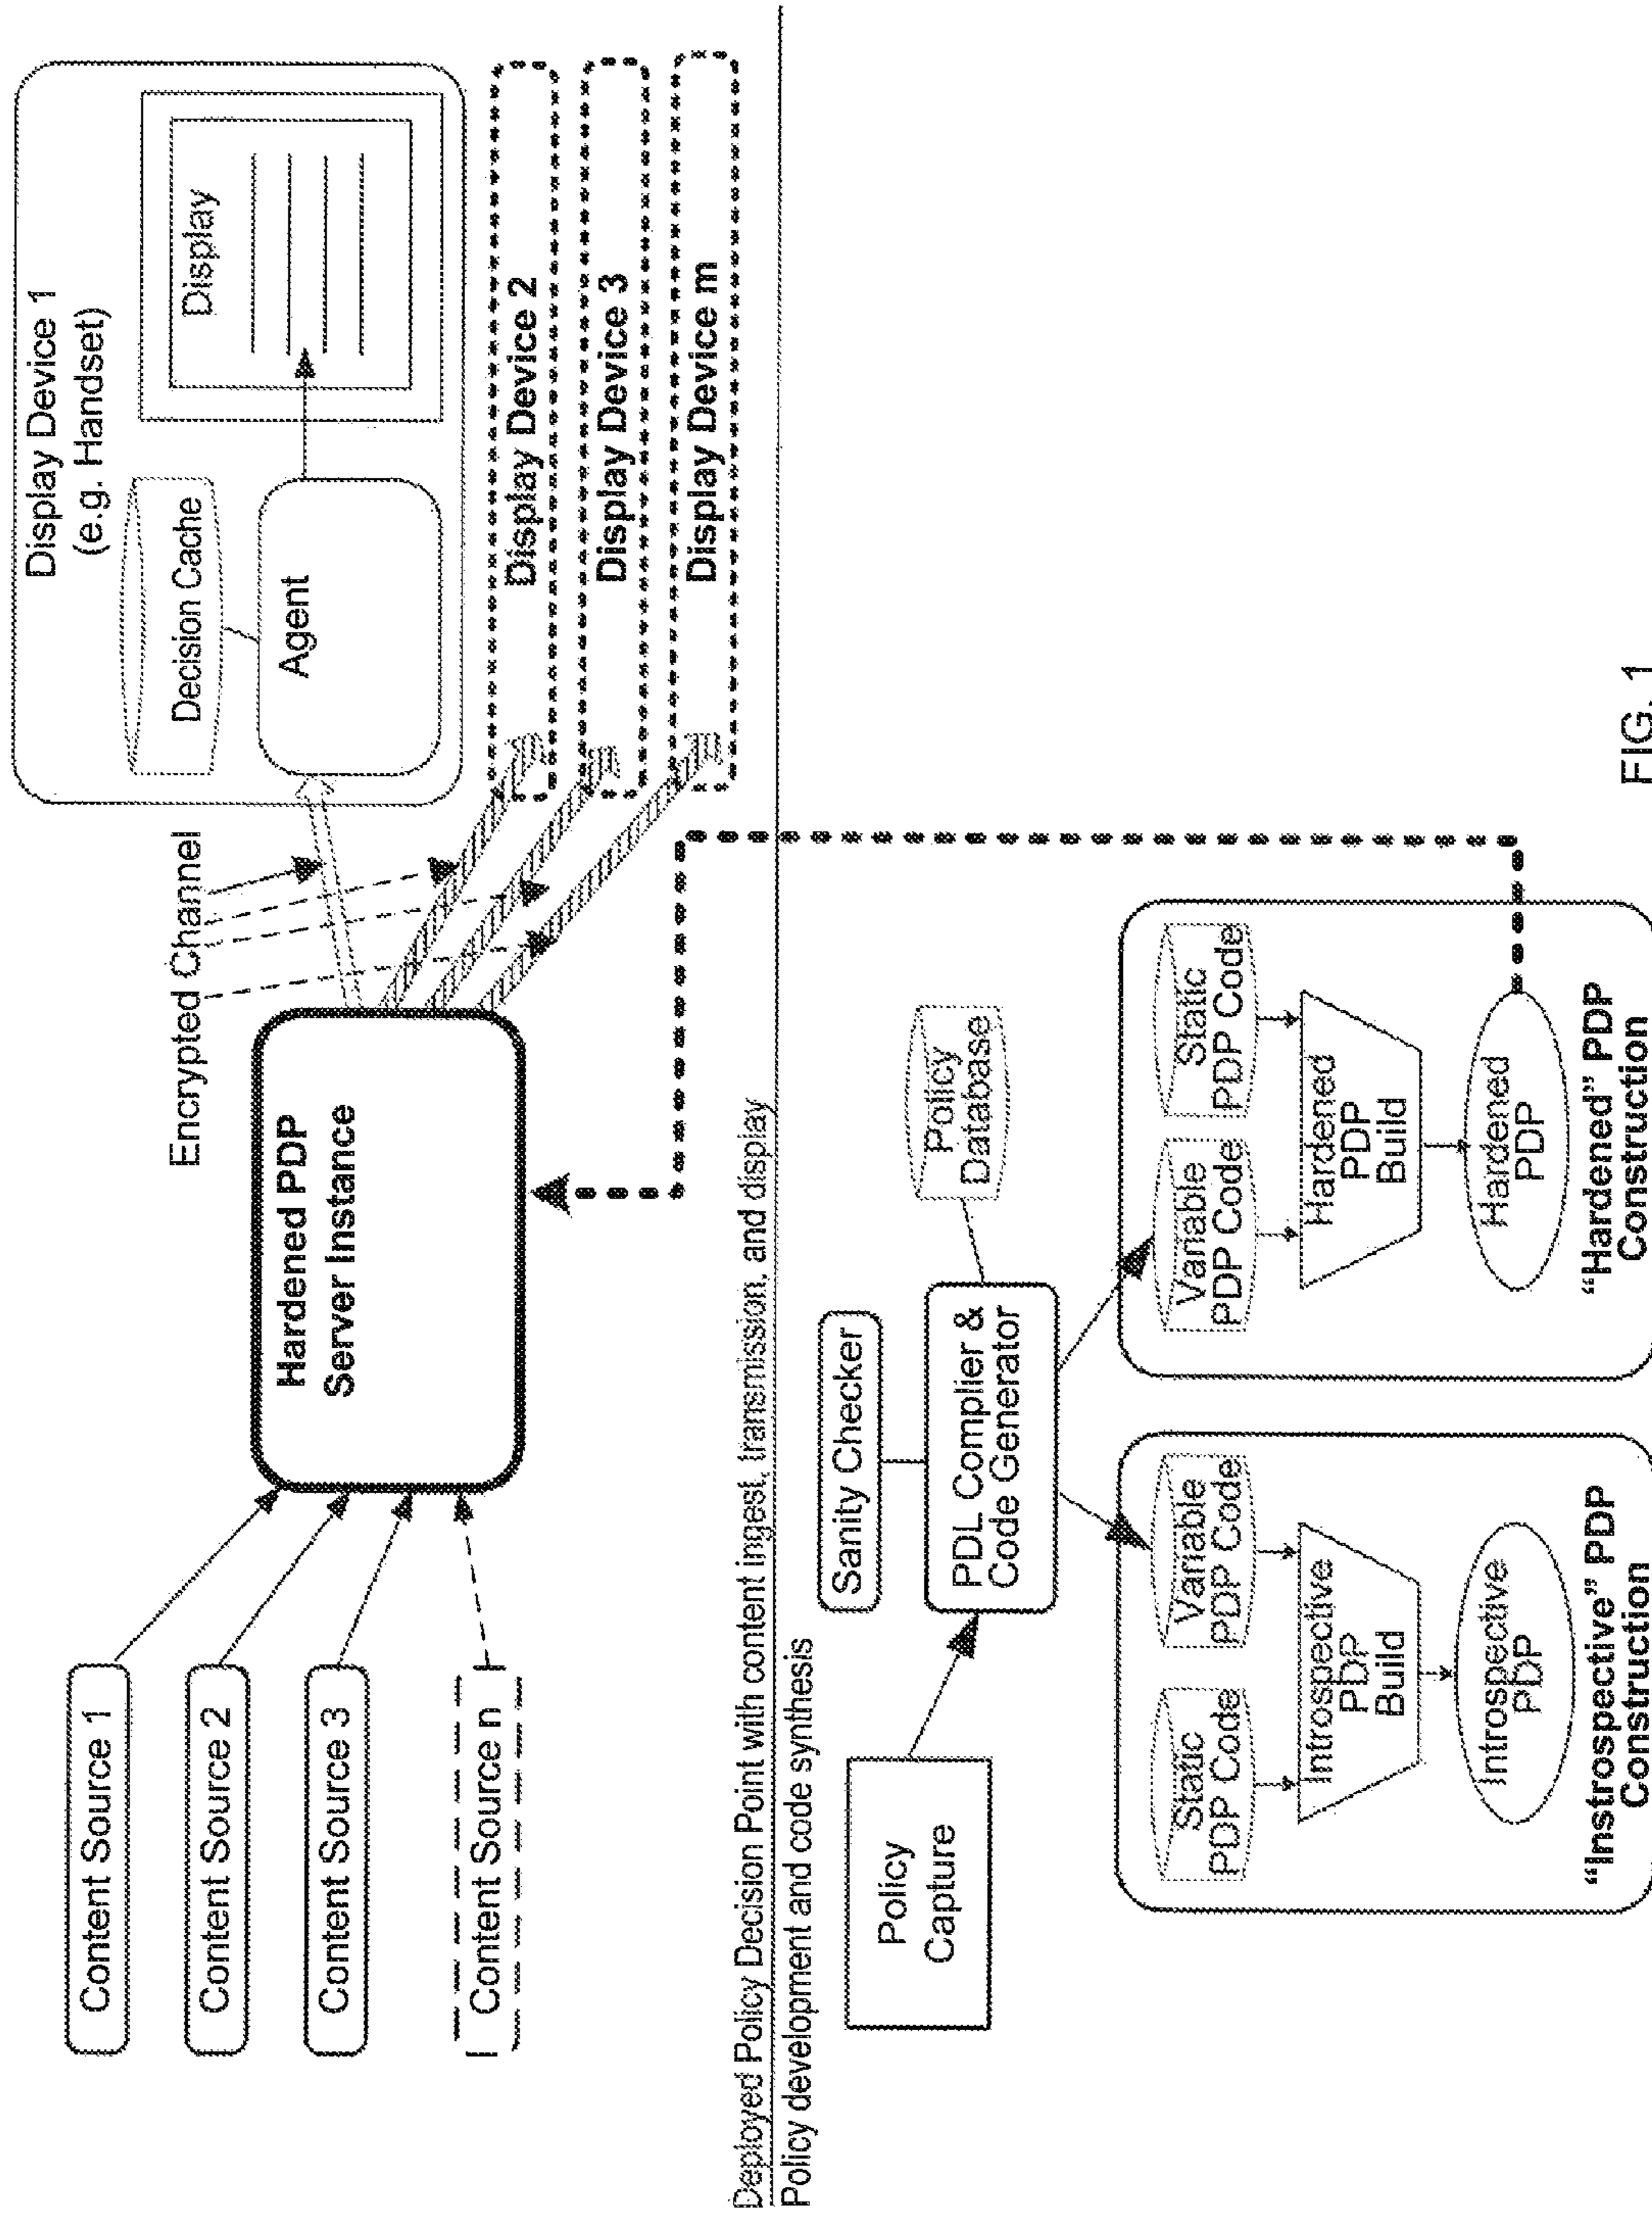 Content Source 1
Content Source 2
Content Source 3
Content Source n
Hardened PDP
Server Instance
Encrypted Channel
Display Device 1
(e.g. Handset)
Decision Cache
Agent
Display
Display Device 2
Display Device 3
Display Device m
Deployed Policy Decision Point with content ingest, transmission, and display
Policy development and code synthesis
Policy
Capture
Sanity Checker
PDL Complier &
Code Generator
Policy
Database
Static
PDP Code
Variable
PDP Code
Introspective
PDP
Build
Introspective
PDP
“Instrospective” PDP
Construction
Variable
PDP Code
Static
PDP Code
Hardened
PDP
Build
Hardened
PDP
“Hardened” PDP
Construction
FIG. 1